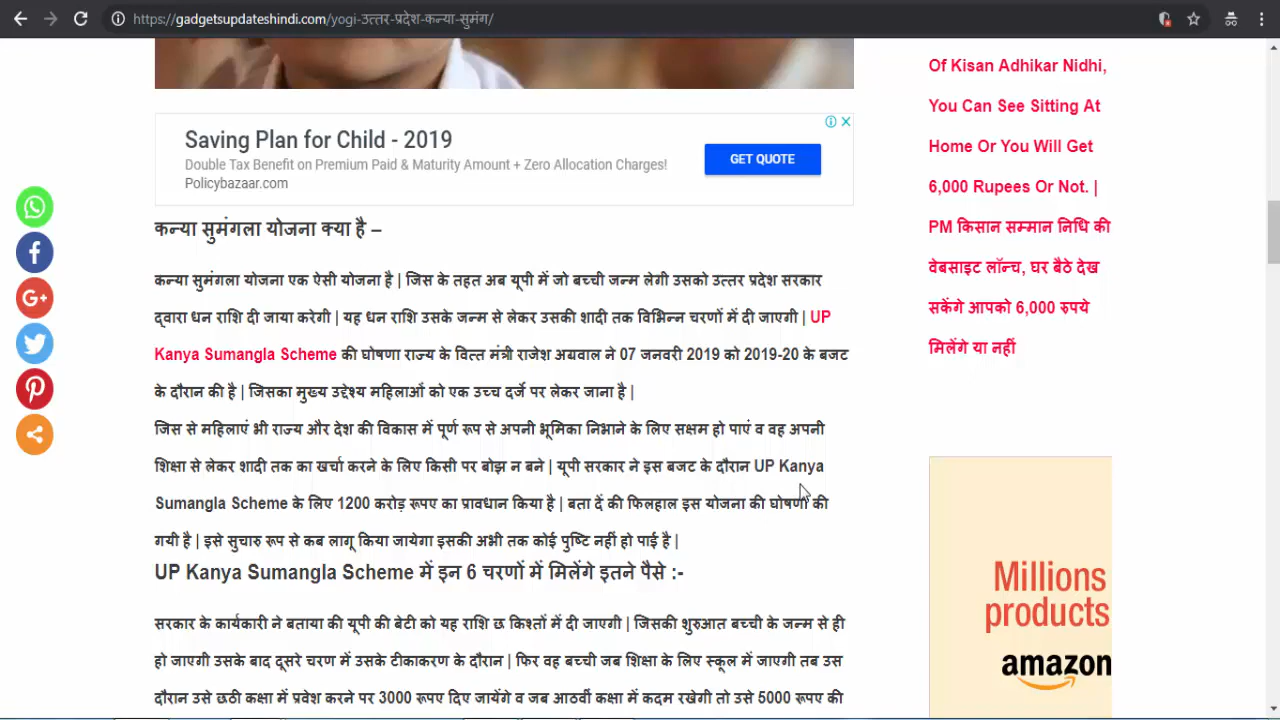 https://gadgetsupdateshindi.com/yogi-उत्तर-प्रदेश-कन्या-सुमंग/
Saving Plan for Child - 2019
Double Tax Benefit on Premium Paid & Maturity Amount + Zero Allocation Charges!
Policybazaar.com
GET QUOTE
कन्या सुमंगला योजना क्या है –
कन्या सुमंगला योजना एक ऐसी योजना है | जिस के तहत अब यूपी में जो बच्ची जन्म लेगी उसको उत्तर प्रदेश सरकार
द्वारा धन राशि दी जाया करेगी | यह धन राशि उसके जन्म से लेकर उसकी शादी तक विभिन्न चरणों में दी जाएगी | UP
Kanya Sumangla Scheme की घोषणा राज्य के वित्त मंत्री राजेश अग्रवाल ने 07 जनवरी 2019 को 2019-20 के बजट
के दौरान की है | जिसका मुख्य उद्देश्य महिलाओं को एक उच्च दर्जे पर लेकर जाना है |
जिस से महिलाएं भी राज्य और देश की विकास में पूर्ण रूप से अपनी भूमिका निभाने के लिए सक्षम हो पाएं व वह अपनी
शिक्षा से लेकर शादी तक का खर्चा करने के लिए किसी पर बोझ न बने | यूपी सरकार ने इस बजट के दौरान UP Kanya
Sumangla Scheme के लिए 1200 करोड़ रूपए का प्रावधान किया है | बता दें की फिलहाल इस योजना की घोषणा की
गयी है | इसे सुचारु रूप से कब लागू किया जायेगा इसकी अभी तक कोई पुष्टि नहीं हो पाई है |
UP Kanya Sumangla Scheme में इन 6 चरणों में मिलेंगे इतने पैसे :-
सरकार के कार्यकारी ने बताया की यूपी की बेटी को यह राशि छ किश्तों में दी जाएगी | जिसकी शुरुआत बच्ची के जन्म से ही
हो जाएगी उसके बाद दूसरे चरण में उसके टीकाकरण के दौरान | फिर वह बच्ची जब शिक्षा के लिए स्कूल में जाएगी तब उस
दौरान उसे छठी कक्षा में प्रवेश करने पर 3000 रूपए दिए जायेंगे व जब आठवीं कक्षा में कदम रखेगी तो उसे 5000 रूपए की
Of Kisan Adhikar Nidhi,
You Can See Sitting At
Home Or You Will Get
6,000 Rupees Or Not. |
PM किसान सम्मान निधि की
वेबसाइट लॉन्च, घर बैठे देख
सकेंगे आपको 6,000 रुपये
मिलेंगे या नहीं
Millions
products
amazon